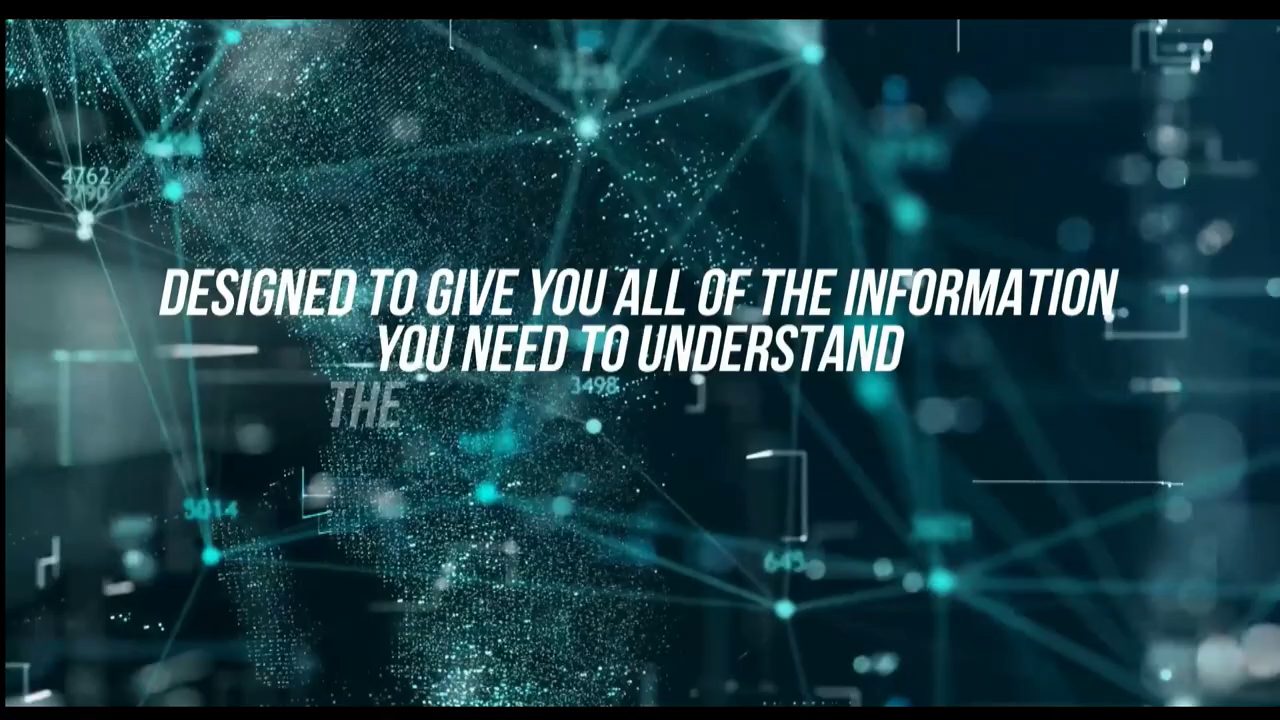 4762
DESIGNED TO GIVE YOU ALL OF THE INFORMATION
YOU NEED TO UNDERSTAND
3498
THE
5014
645